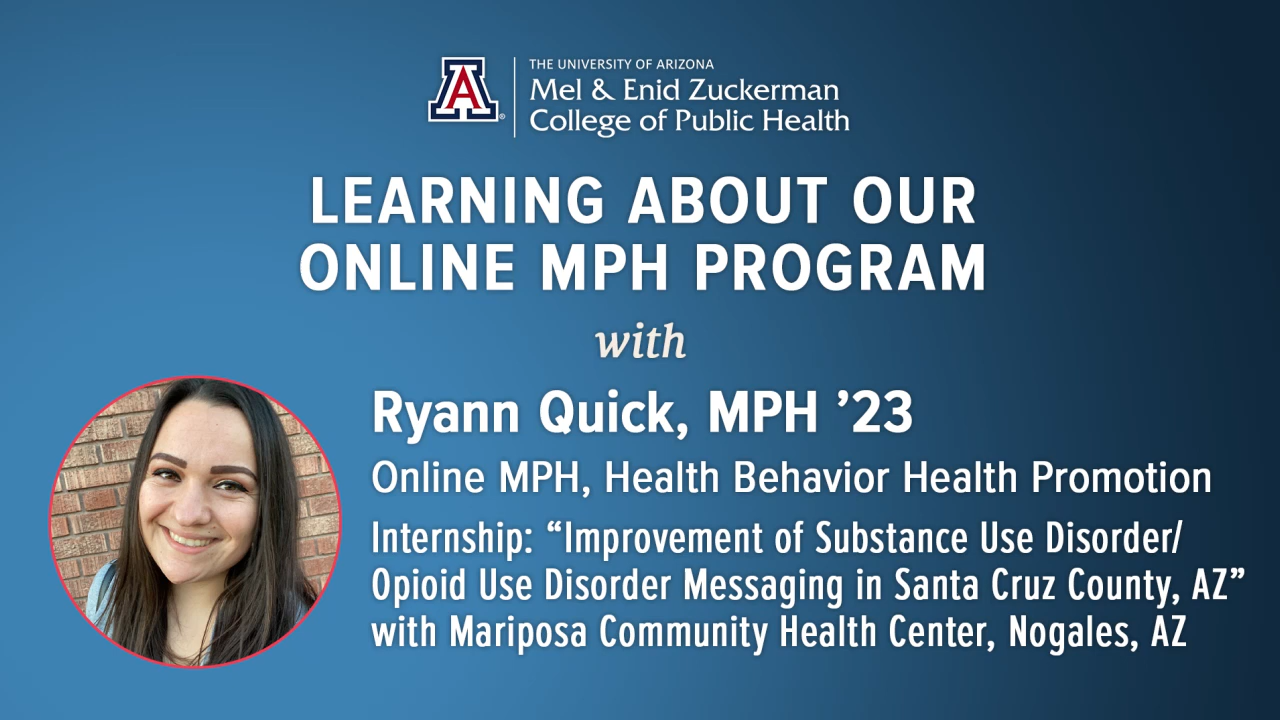 THE UNIVERSITY OF ARIZONA
Mel & Enid Zuckerman
College of Public Health
LEARNING ABOUT OUR
ONLINE MPH PROGRAM
with
Ryann Quick, MPH ’23
Online MPH, Health Behavior Health Promotion
Internship: “Improvement of Substance Use Disorder/
Opioid Use Disorder Messaging in Santa Cruz County, AZ”
with Mariposa Community Health Center, Nogales, AZ